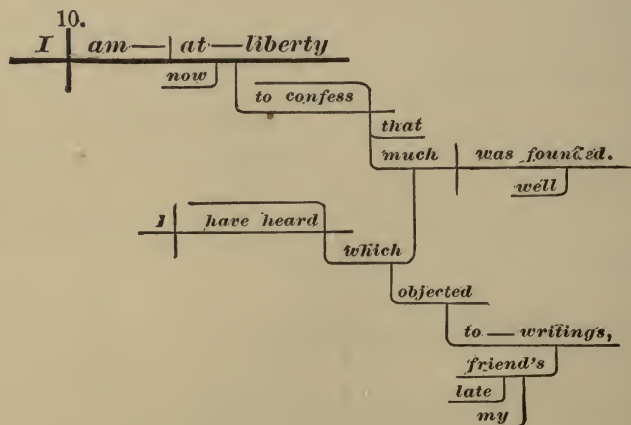 10.
I am at liberty
now
to confess
that
much was founded.
well
I have heard
which
objected
to writings,
friend's
late
my